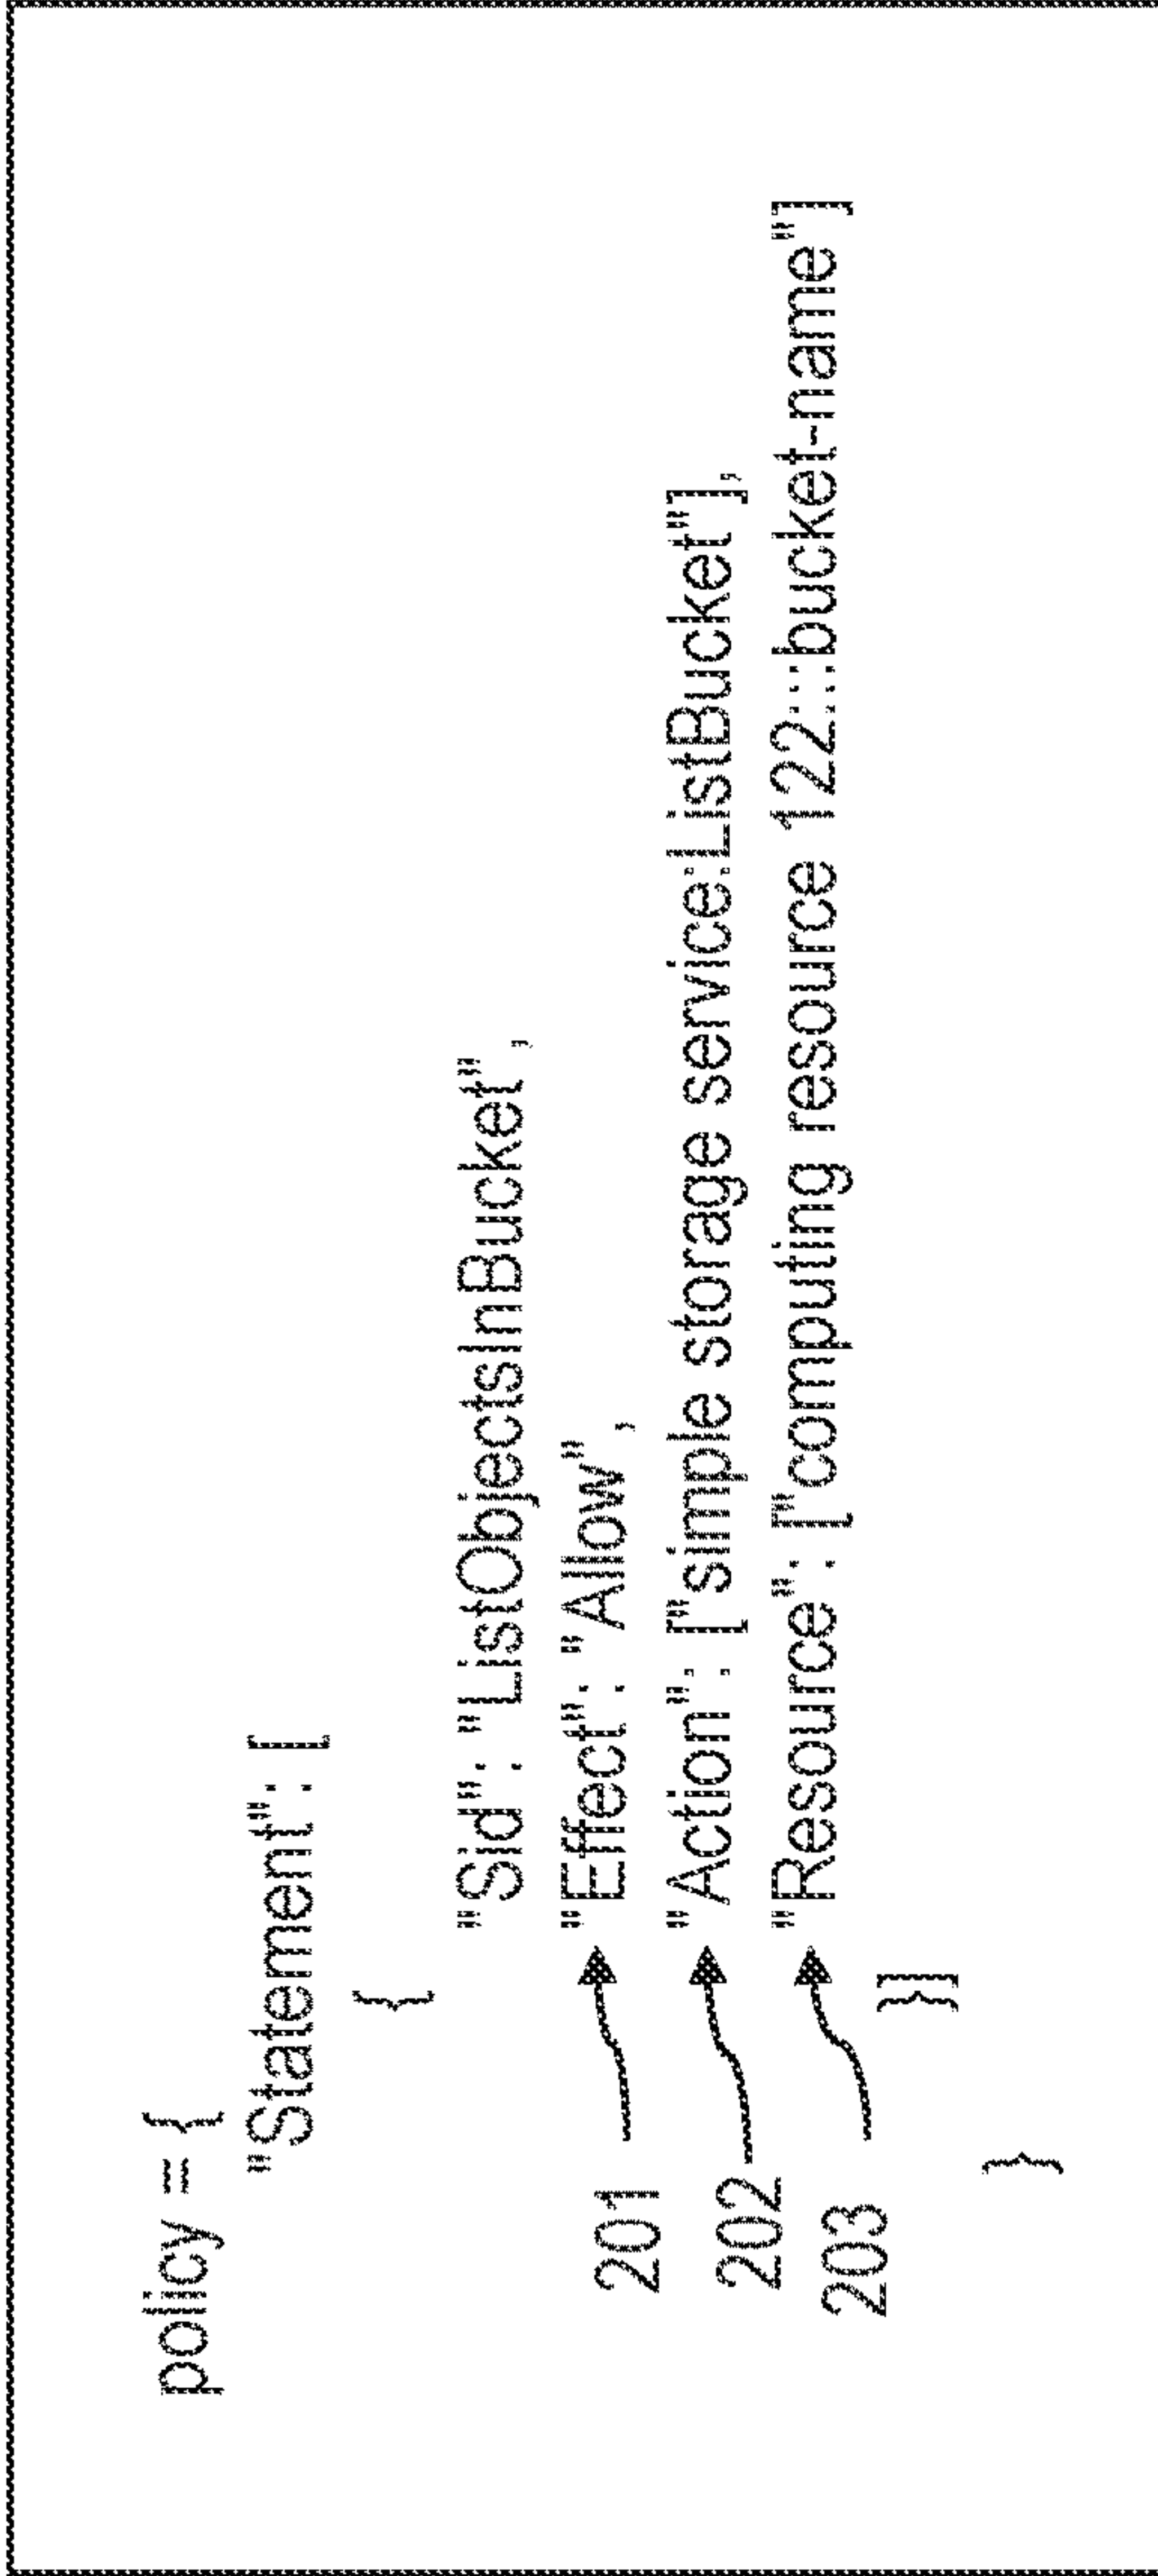 policy = {
"Statement": [
{
"Sid": "ListObjectsInBucket",
201 "Effect": "Allow",
202 "Action": ["simple storage service:ListBucket"],
203 "Resource": ["computing resource 122:::bucket-name"]
}]
}